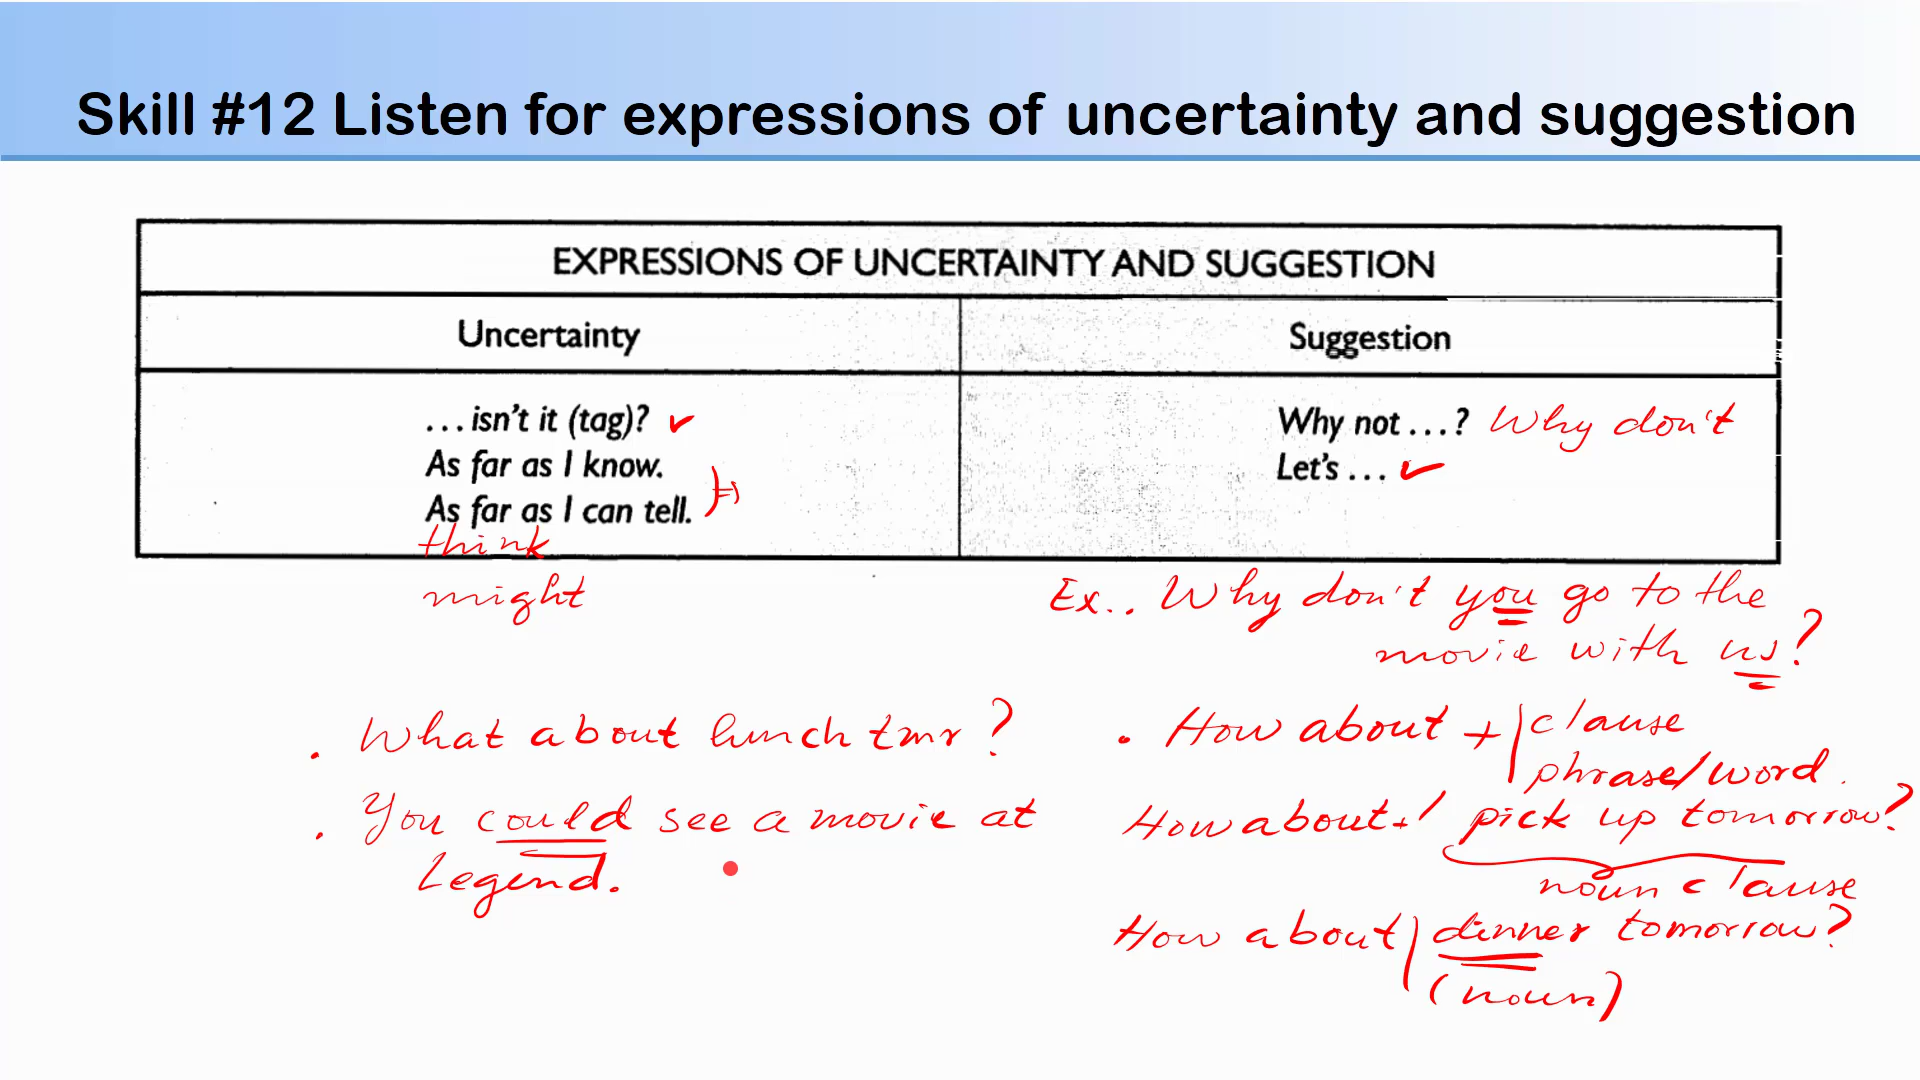 Skill #12 Listen for expressions of uncertainty and suggestion
EXPRESSIONS OF UNCERTAINTY AND SUGGESTION
Uncertainty
Suggestion
...isn't it (tag)?
As far as I know.
As far as I can tell.
think
might
Why not ...? Why don't
Let's ...
Ex.. Why don't you go to the
movie with us?
. What about lunch tmr?
. You could see a movie at
Legend.
. How about + clause
phrase/word.
How about + pick up tomorrow?
noun clause
How about dinner tomorrow?
(noun)